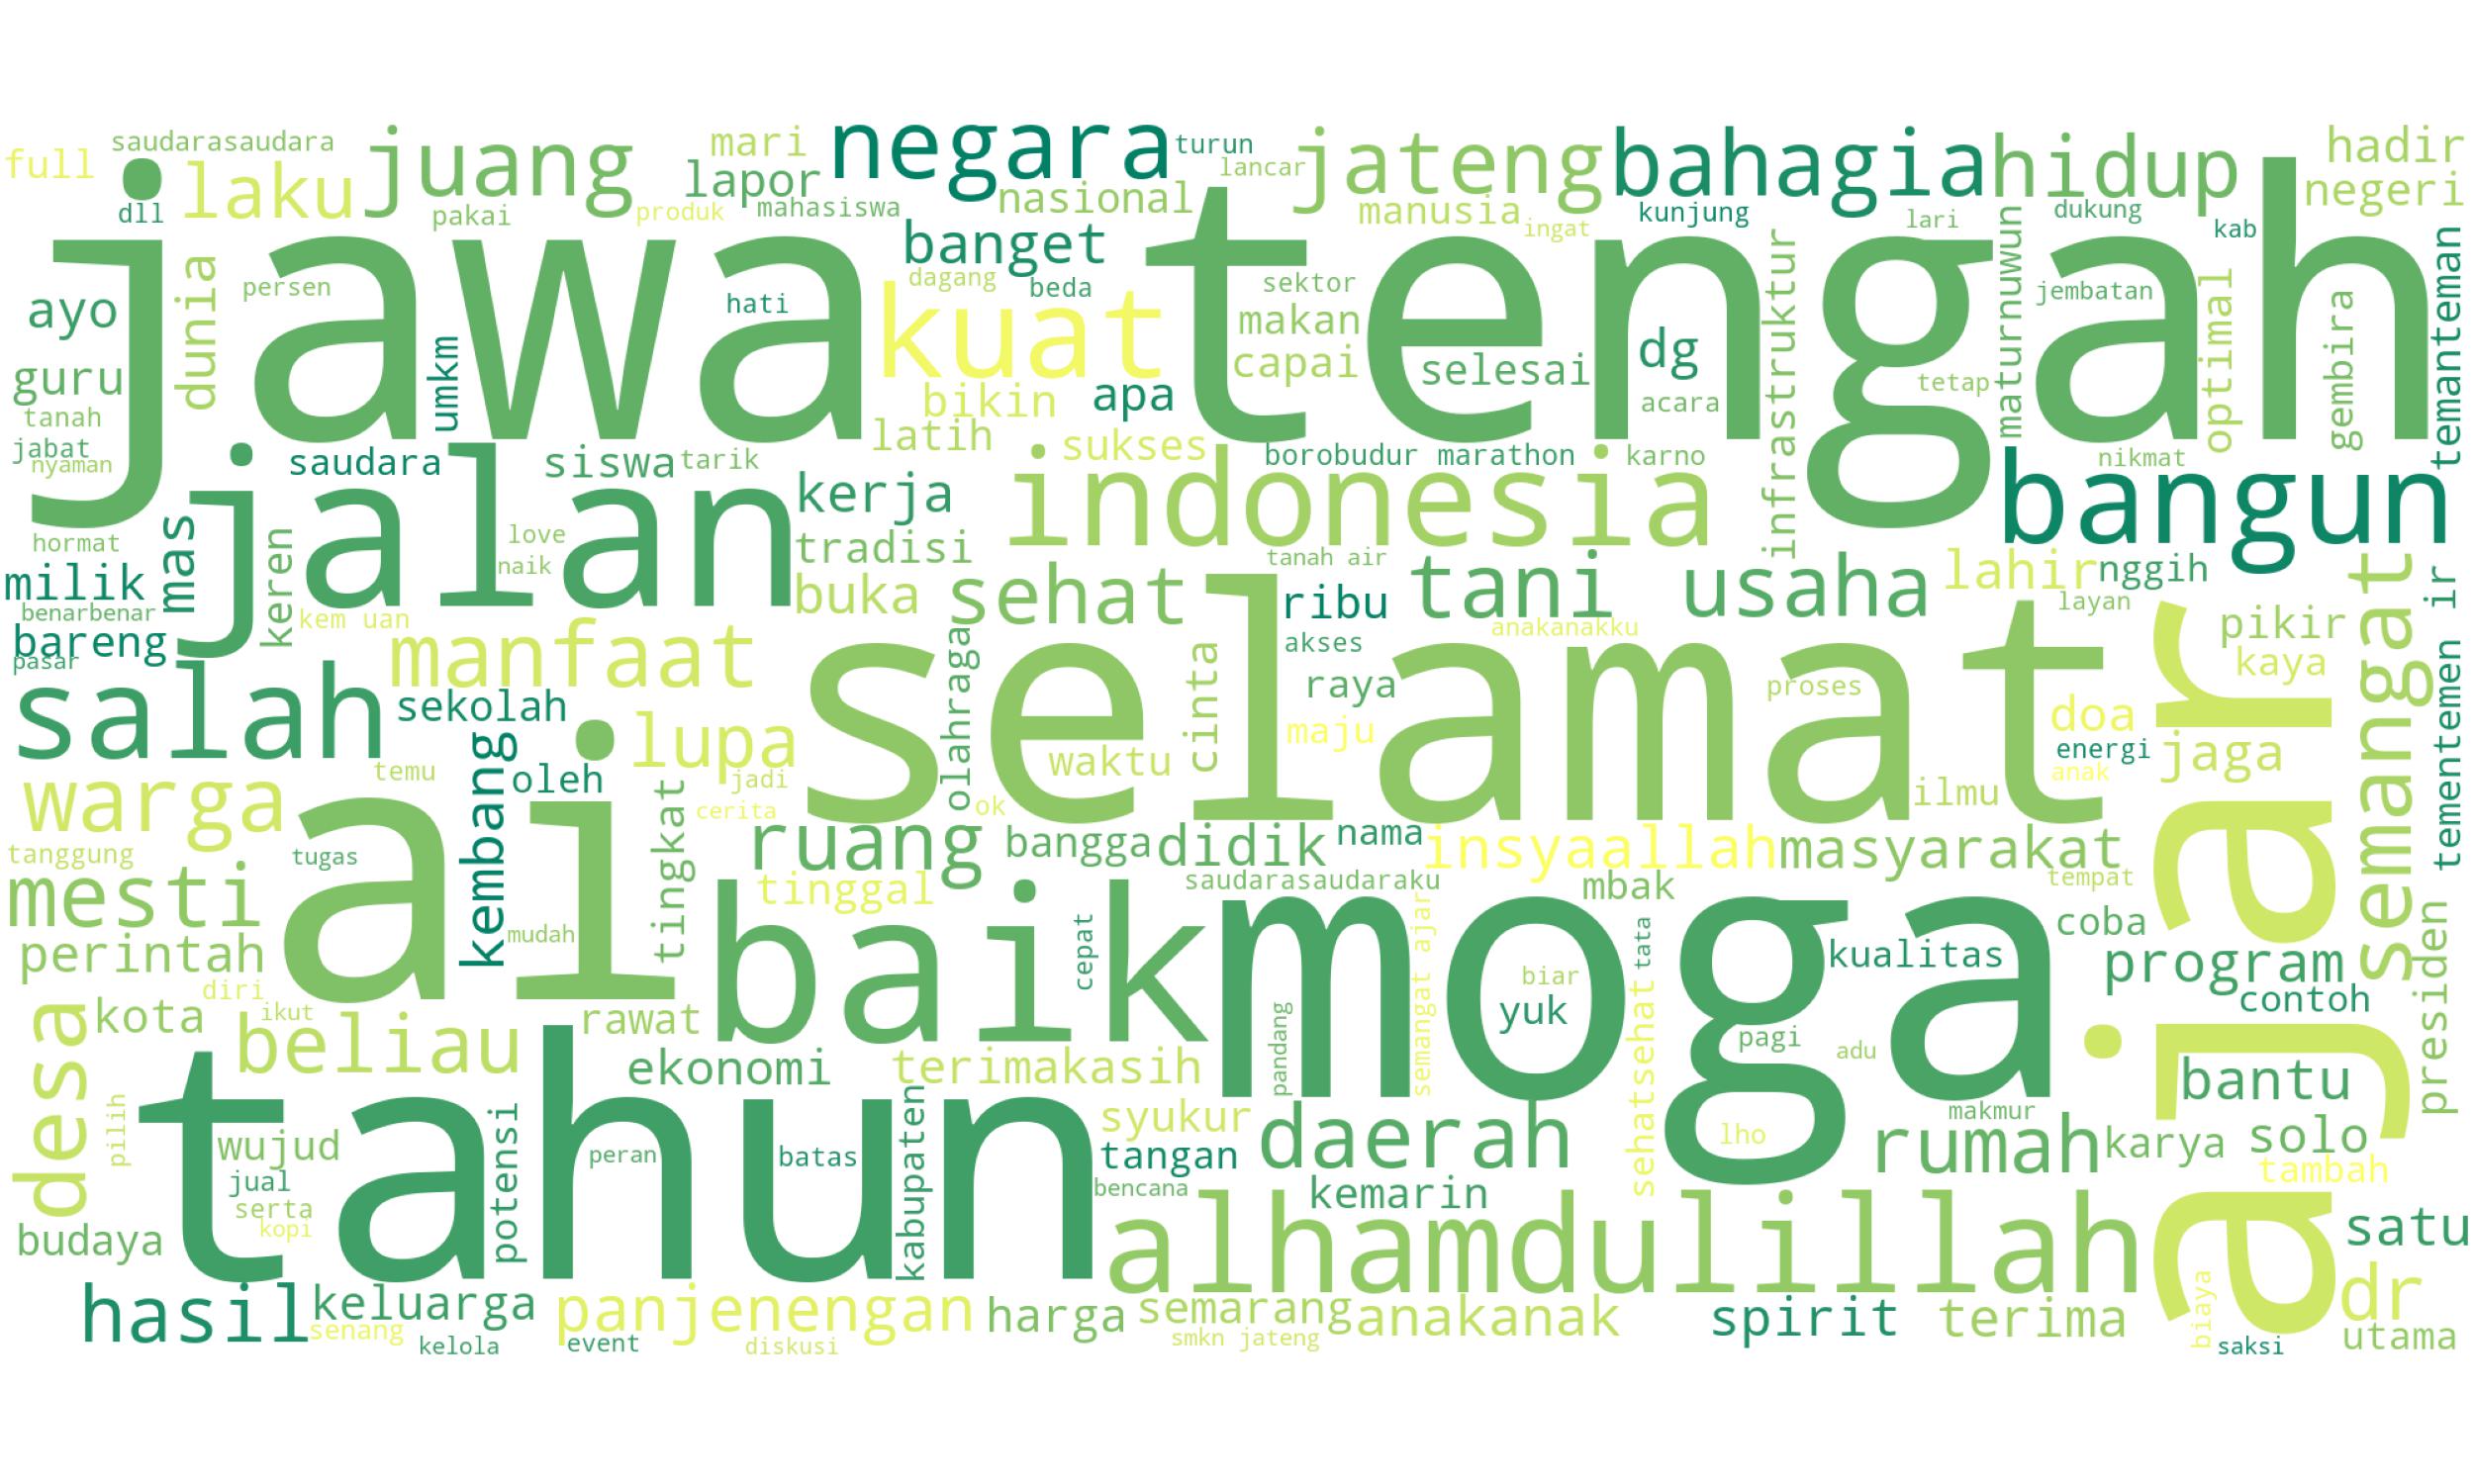 saudarasaudara
full
juang
mari
negara
turun
jateng
bahagia
hidup
hadir
laku
lapor
lancar
negeri
dll
pakai
produk
mahasiswa
nasional
manusia
ingat
kunjung
lari
dukung
kab
jawa
tengah
banget
dunia
persen
hati
dagang
beda
sektor
infrastruktur
maturnuwun
jembatan
temanteman
ayo
kuat
makan
optimal
gembira
guru
umkm
bikin
apa
capai
selesai
dg
acara
tetap
tanah
jabat
nyaman
saudara
siswa
tarik
latih
sukses
borobudur marathon
karno
nikmat
jalan
kerja
indonesia
bangun
mas
keren
hormat
love
naik
tradisi
tanah air
milik
buka
sehat
ribu
tani
usaha
lahir
nggih
ir
benarbenar
bareng
pasar
kem uan
manfaat
akses
anakanakku
layan
pikir
semangat
salah
sekolah
olahraga
selamat
cinta
raya
proses
kaya
tementemen
lupa
waktu
maju
doa
energi
jaga
warga
temu
kembang
oleh
jadi
cerita
ok
ilmu
anak
ajar
tanggung
tugas
ai
tingkat
ruang
bangga
didik
nama
insyaallah
masyarakat
mesti
tinggal
saudarasaudaraku
mbak
tempat
perintah
mudah
baik
cepat
moga
semangat ajar
tata
kualitas
coba
program
presiden
diri
ikut
kota
rawat
biar
yuk
pagi
adu
contoh
desa
beliau
ekonomi
terimakasih
pandang
sehatsehat
bantu
pilih
tahun
syukur
makmur
wujud
potensi
peran
batas
kabupaten
tangan
daerah
lho
rumah
karya
solo
jual
serta
kopi
bencana
kemarin
tambah
budaya
alhamdulillah
satu
hasil
keluarga
panjenengan
harga
semarang
anakanak
spirit
terima
biaya
dr
senang
kelola
event
diskusi
smkn jateng
saksi
utama